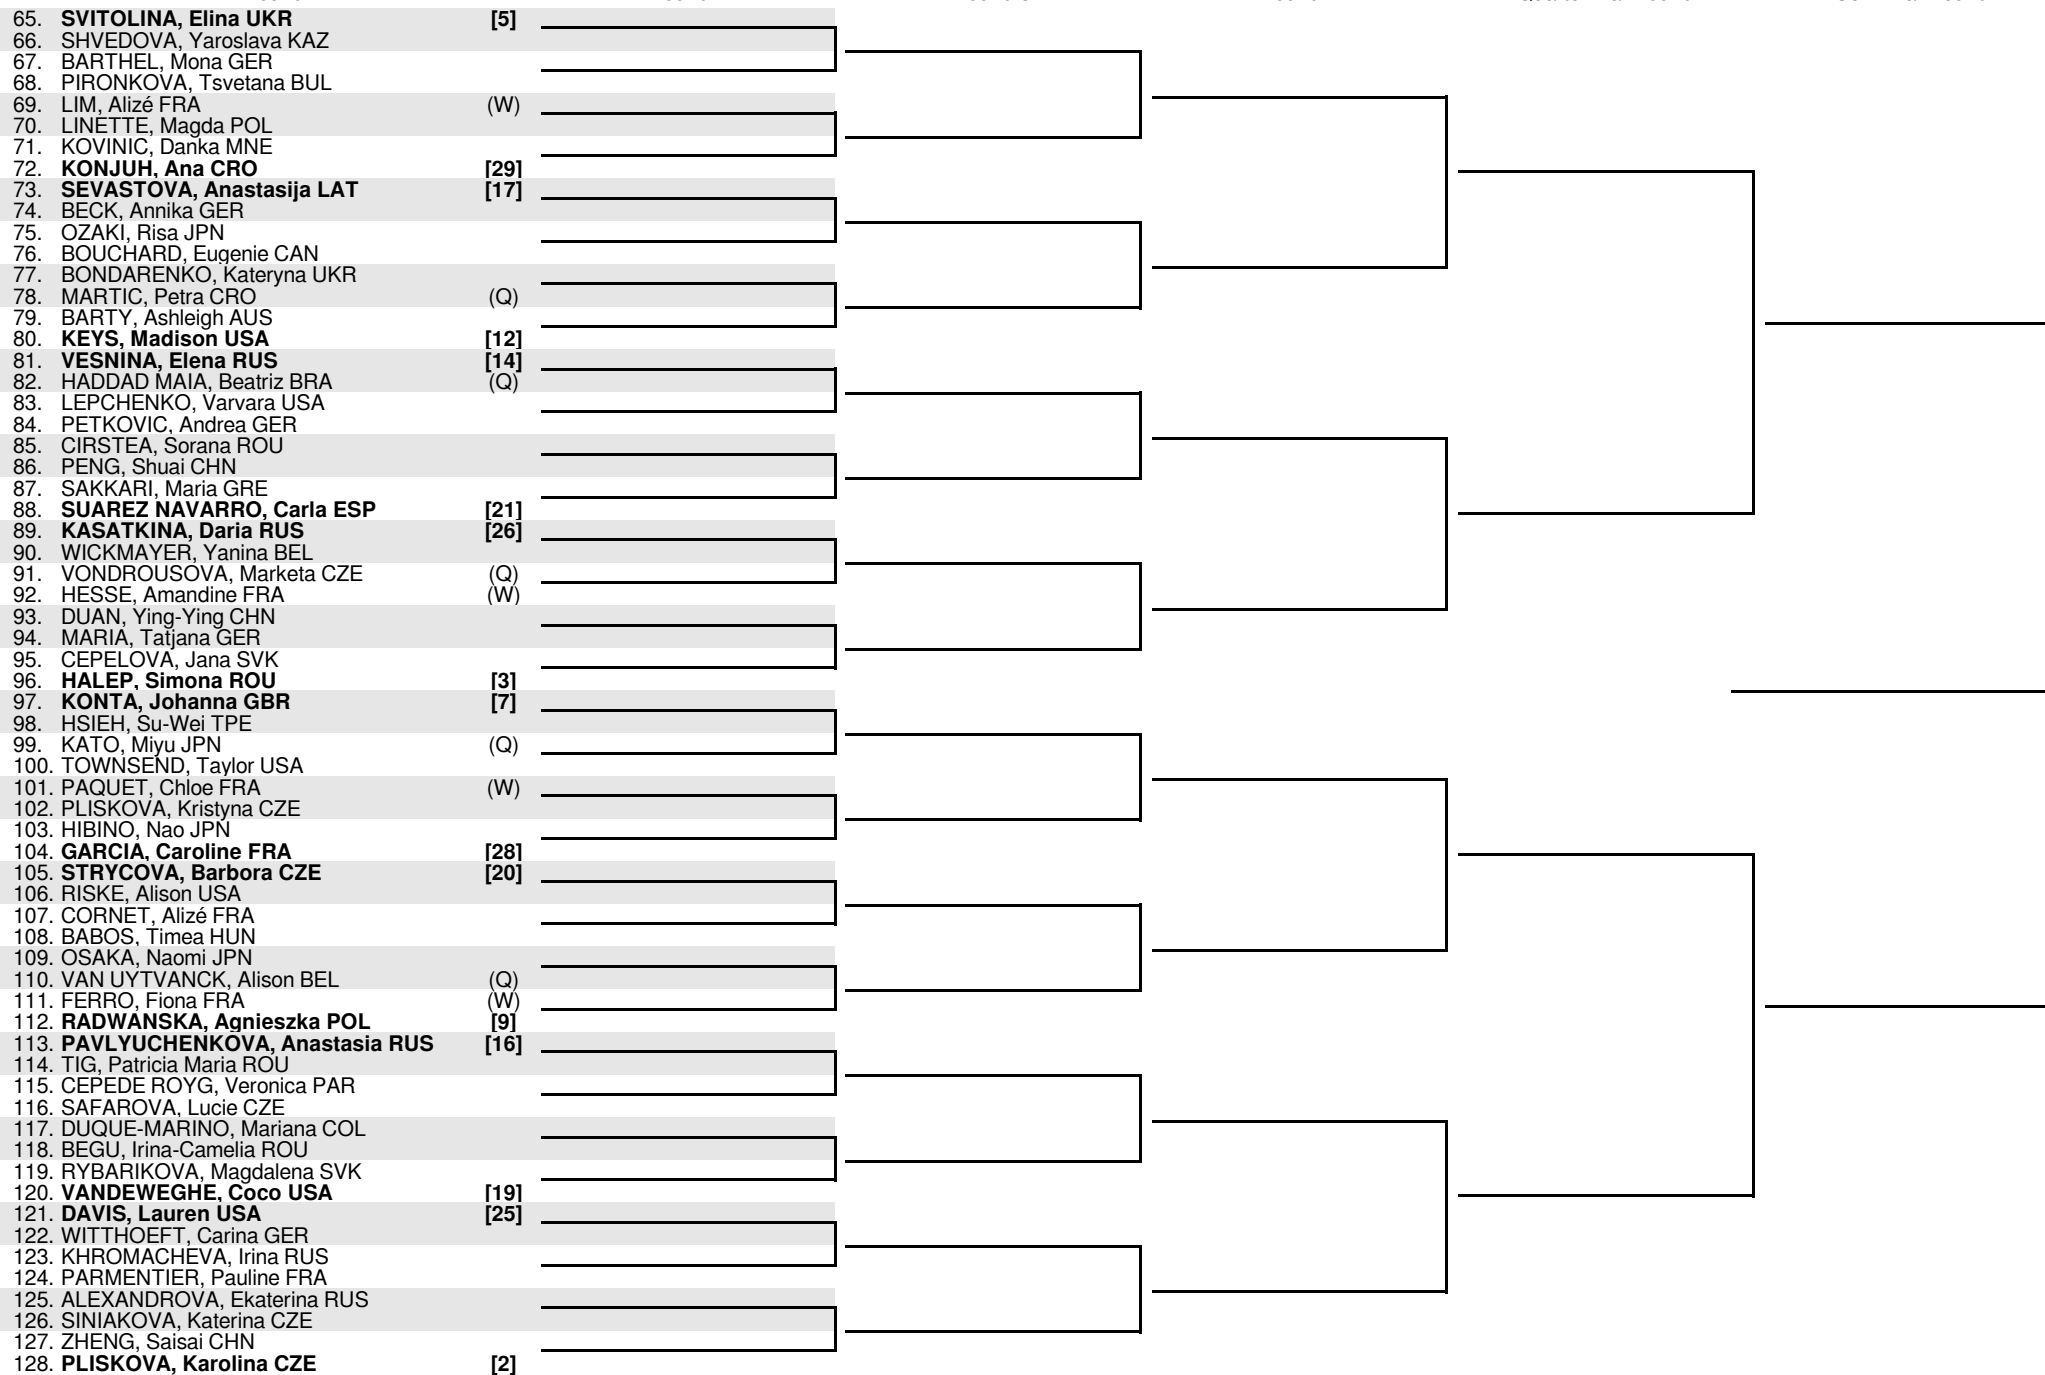 65. SVITOLINA, Elina UKR [5]
66. SHVEDOVA, Yaroslava KAZ
67. BARTHEL, Mona GER
68. PIRONKOVA, Tsvetana BUL
69. LIM, Alizé FRA (W)
70. LINETTE, Magda POL
71. KOVINIC, Danka MNE
72. KONJUH, Ana CRO [29]
73. SEVASTOVA, Anastasija LAT [17]
74. BECK, Annika GER
75. OZAKI, Risa JPN
76. BOUCHARD, Eugenie CAN
77. BONDARENKO, Kateryna UKR
78. MARTIC, Petra CRO (Q)
79. BARTY, Ashleigh AUS
80. KEYS, Madison USA [12]
81. VESNINA, Elena RUS [14]
82. HADDAD MAIA, Beatriz BRA (Q)
83. LEPCHENKO, Varvara USA
84. PETKOVIC, Andrea GER
85. CIRSTEA, Sorana ROU
86. PENG, Shuai CHN
87. SAKKARI, Maria GRE
88. SUAREZ NAVARRO, Carla ESP [21]
89. KASATKINA, Daria RUS [26]
90. WICKMAYER, Yanina BEL
91. VONDROUSOVA, Marketa CZE (Q)
92. HESSE, Amandine FRA (W)
93. DUAN, Ying-Ying CHN
94. MARIA, Tatjana GER
95. CEPELOVA, Jana SVK
96. HALEP, Simona ROU [3]
97. KONTA, Johanna GBR [7]
98. HSIEH, Su-Wei TPE
99. KATO, Miyu JPN (Q)
100. TOWNSEND, Taylor USA
101. PAQUET, Chloe FRA (W)
102. PLISKOVA, Kristyna CZE
103. HIBINO, Nao JPN
104. GARCIA, Caroline FRA [28]
105. STRYCOVA, Barbora CZE [20]
106. RISKE, Alison USA
107. CORNET, Alizé FRA
108. BABOS, Timea HUN
109. OSAKA, Naomi JPN
110. VAN UYTVANCK, Alison BEL (Q)
111. FERRO, Fiona FRA (W)
112. RADWANSKA, Agnieszka POL [9]
113. PAVLYUCHENKOVA, Anastasia RUS [16]
114. TIG, Patricia Maria ROU
115. CEPEDE ROYG, Veronica PAR
116. SAFAROVA, Lucie CZE
117. DUQUE-MARINO, Mariana COL
118. BEGU, Irina-Camelia ROU
119. RYBARIKOVA, Magdalena SVK
120. VANDEWEGHE, Coco USA [19]
121. DAVIS, Lauren USA [25]
122. WITTHOEFT, Carina GER
123. KHROMACHEVA, Irina RUS
124. PARMENTIER, Pauline FRA
125. ALEXANDROVA, Ekaterina RUS
126. SINIAKOVA, Katerina CZE
127. ZHENG, Saisai CHN
128. PLISKOVA, Karolina CZE [2]